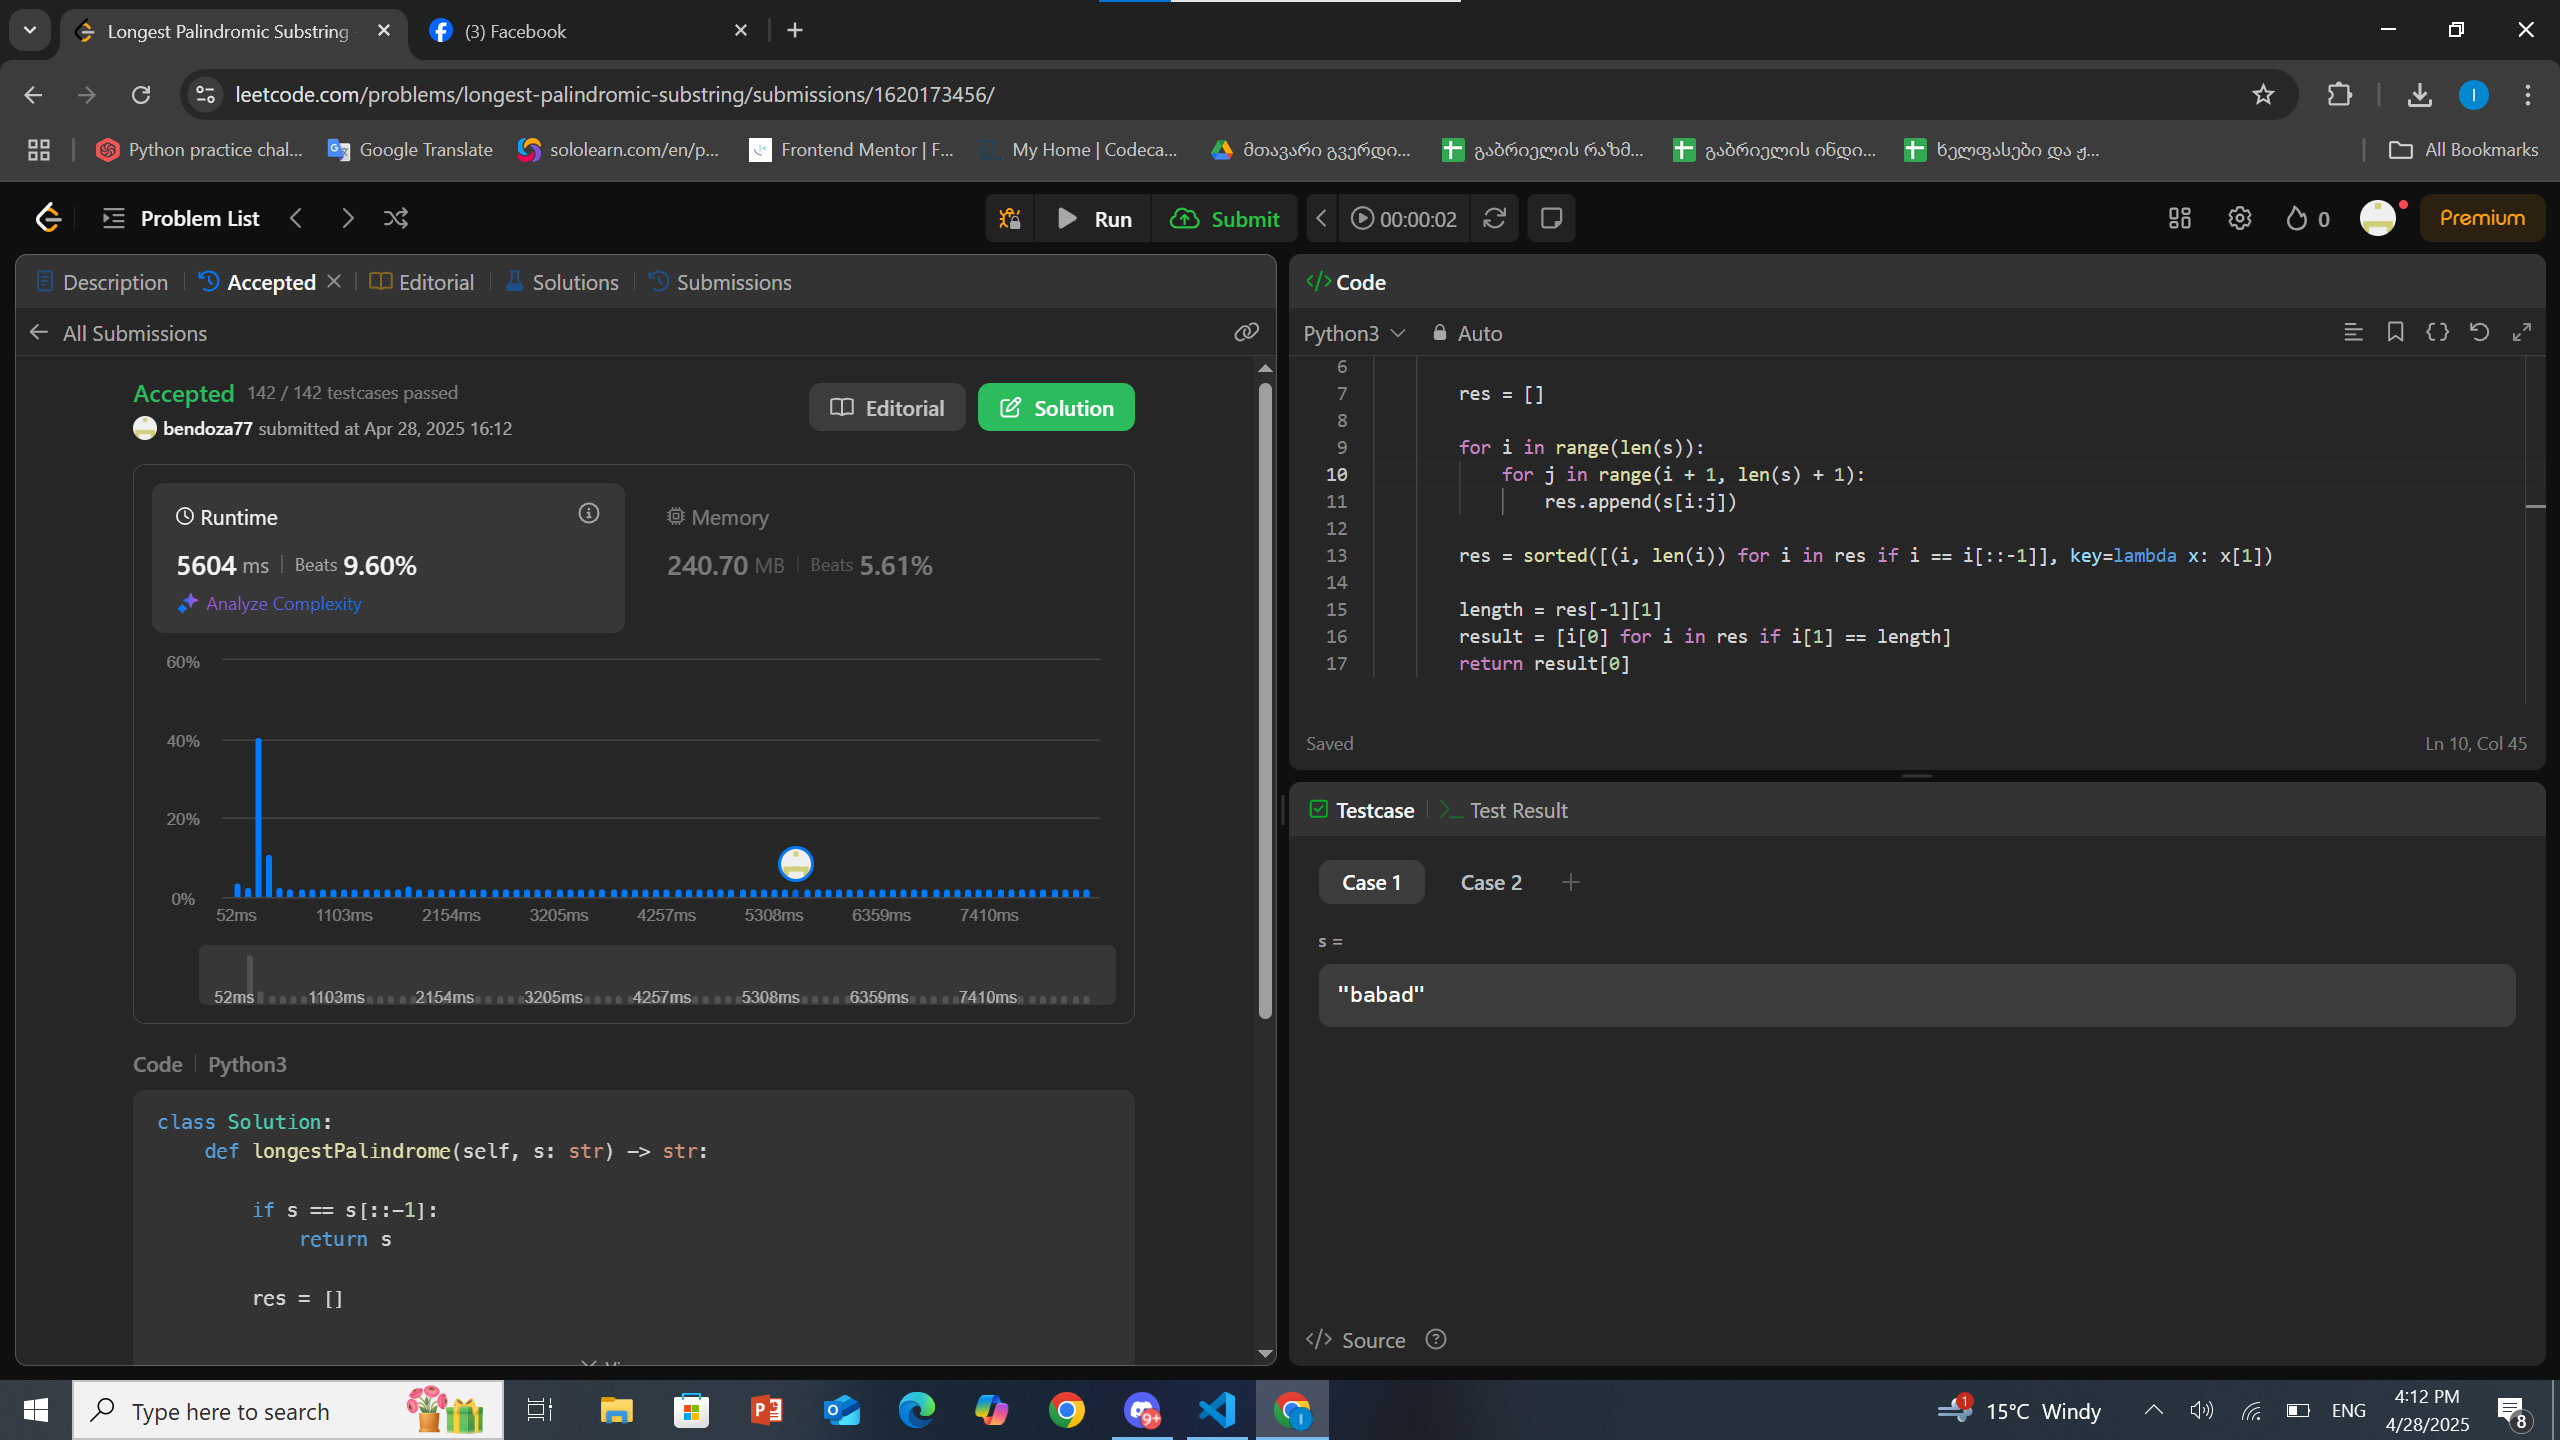 Longest Palindromic Substring -
(3) Facebook
leetcode.com/problems/longest-palindromic-substring/submissions/1620173456/
Python practice chal...
Google Translate
sololearn.com/en/p...
Frontend Mentor | F...
My Home | Codeca...
მთავარი გვერდი...
გაბრიელის რაზმ...
გაბრიელის ინდი...
ხელფასები და ჟ...
All Bookmarks
Problem List
Run
Submit
00:00:02
0
Premium
Description
Accepted
Editorial
Solutions
Submissions
All Submissions
Accepted 142 / 142 testcases passed
bendoza77 submitted at Apr 28, 2025 16:12
Editorial
Solution
Runtime
5604 ms | Beats 9.60%
Analyze Complexity
Memory
240.70 MB | Beats 5.61%
60%
40%
20%
0%
52ms 1103ms 2154ms 3205ms 4257ms 5308ms 6359ms 7410ms
52ms 1103ms 2154ms 3205ms 4257ms 5308ms 6359ms 7410ms
Code | Python3
class Solution:
    def longestPalindrome(self, s: str) -> str:
        if s == s[::-1]:
            return s
        res = []
Code
Python3
Auto
6
7 res = []
8
9 for i in range(len(s)):
10 for j in range(i + 1, len(s) + 1):
11 res.append(s[i:j])
12
13 res = sorted([(i, len(i)) for i in res if i == i[::-1]], key=lambda x: x[1])
14
15 length = res[-1][1]
16 result = [i[0] for i in res if i[1] == length]
17 return result[0]
Saved
Ln 10, Col 45
Testcase
Test Result
Case 1
Case 2
s =
"babad"
Source
Type here to search
9+
1
15°C Windy
ENG
4:12 PM
4/28/2025
8